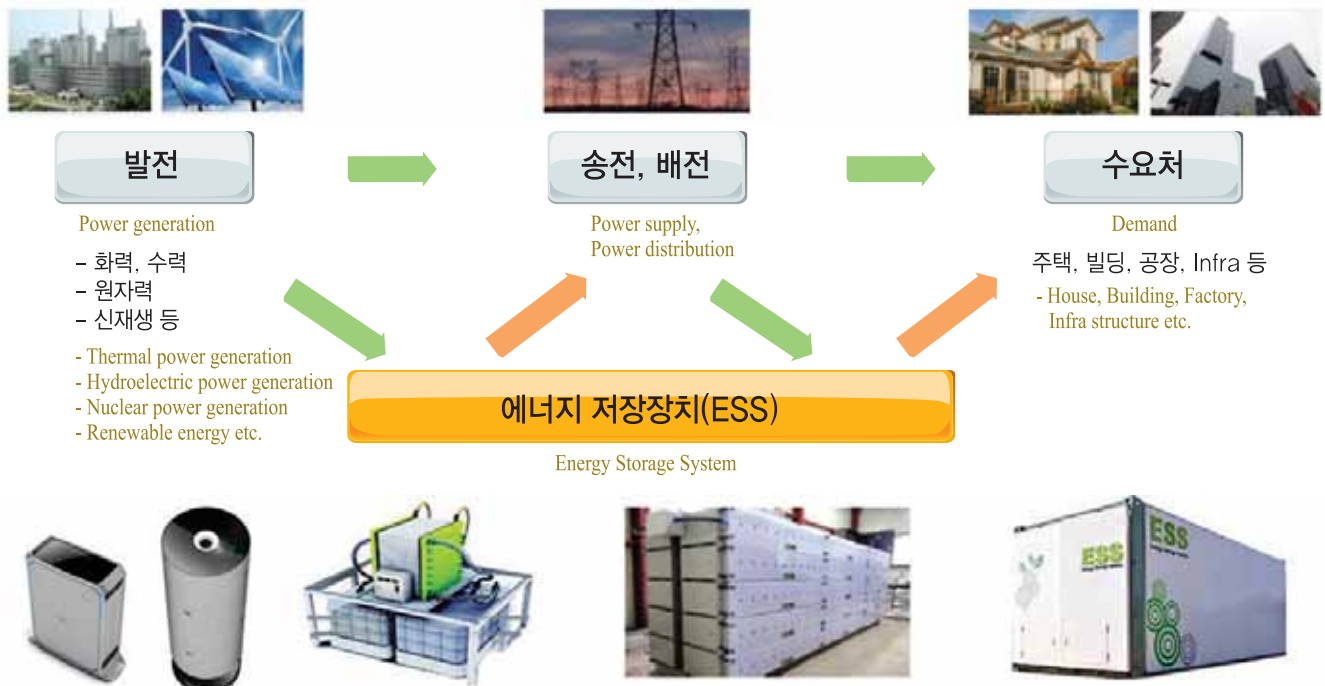 발전
송전, 배전
수요처
Power generation
– 화력, 수력
– 원자력
– 신재생 등
- Thermal power generation
- Hydroelectric power generation
- Nuclear power generation
- Renewable energy etc.
Power supply,
Power distribution
Demand
주택, 빌딩, 공장, Infra 등
- House, Building, Factory,
Infra structure etc.
에너지 저장장치(ESS)
Energy Storage System
ESS
ESS